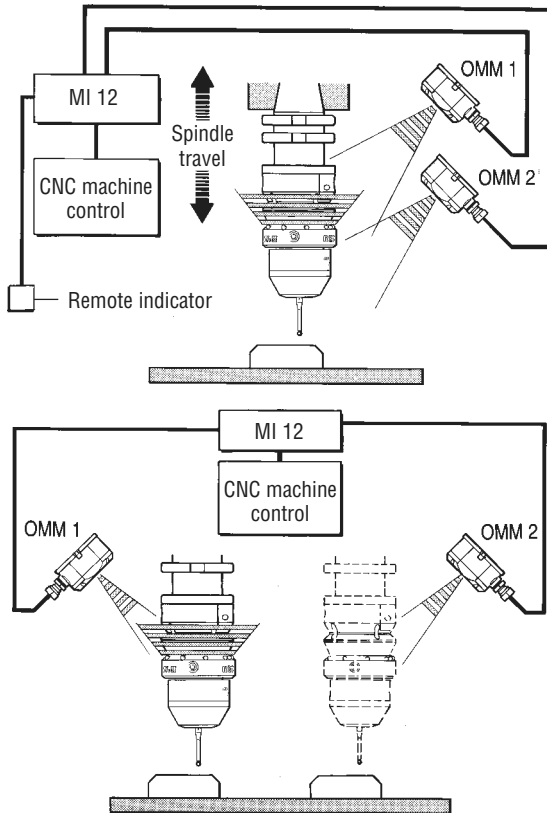 OMM 1
MI 12
Spindle
travel
OMM 2
CNC machine
control
Remote indicator
MI 12
CNC machine
control
OMM 1
OMM 2